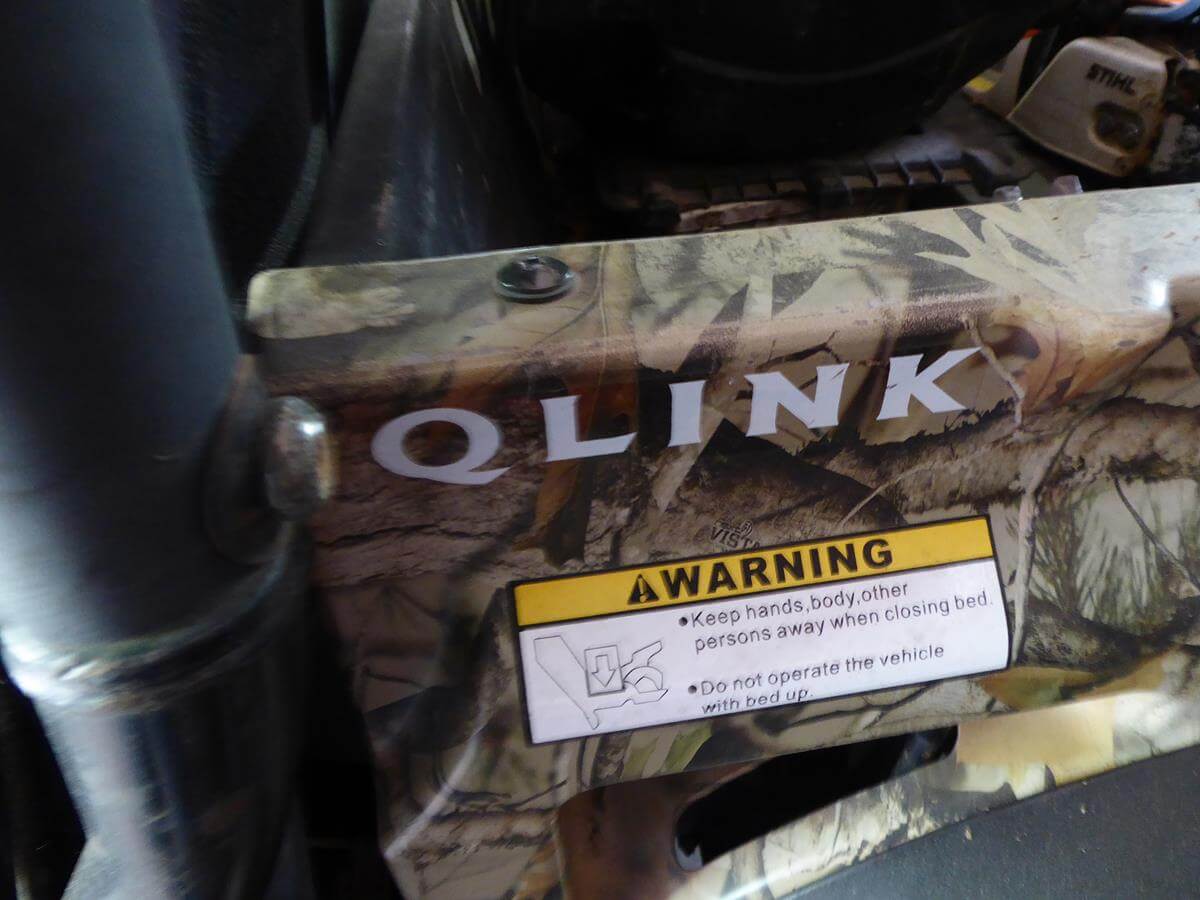 STIHL
QLINK
VISTA
WARNING
•Keep hands,body,other
persons away when closing bed.
•Do not operate the vehicle
with bed up.